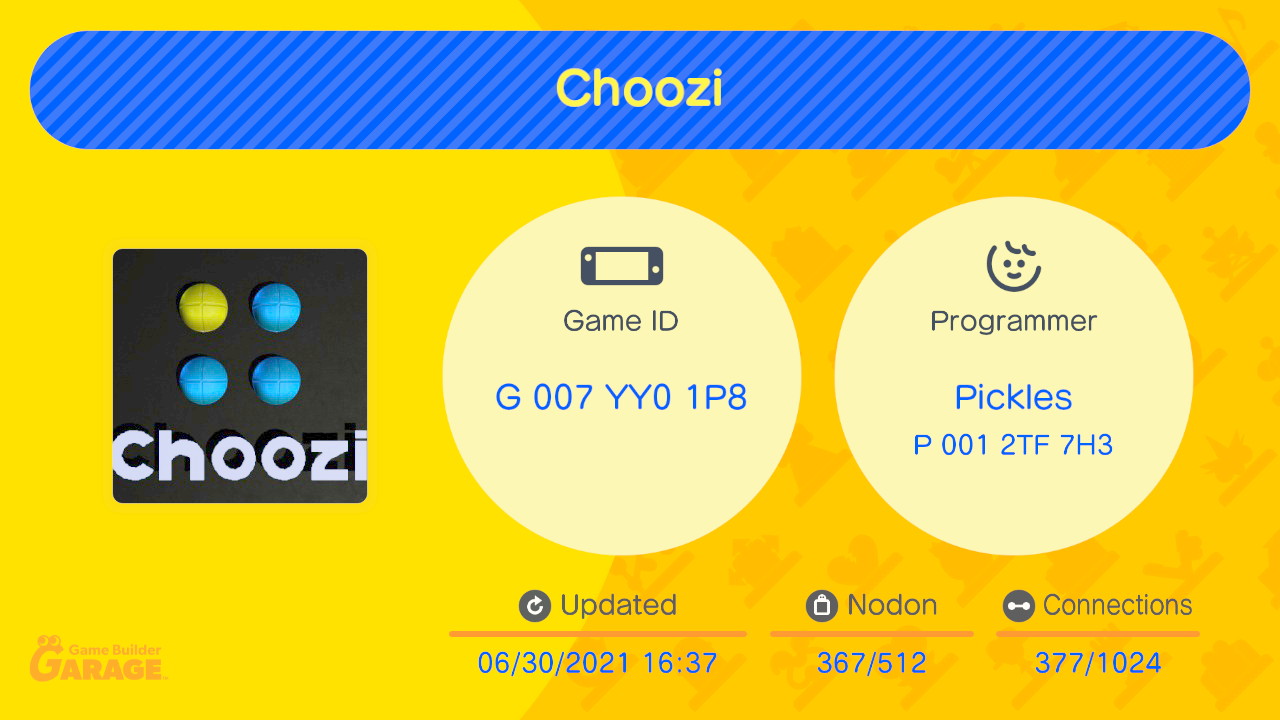 Choozi
Choozi
Game ID
G 007 YY0 1P8
Programmer
Pickles
P 001 2TF 7H3
Updated
06/30/2021 16:37
Nodon
367/512
Connections
377/1024
Game Builder
GARAGE